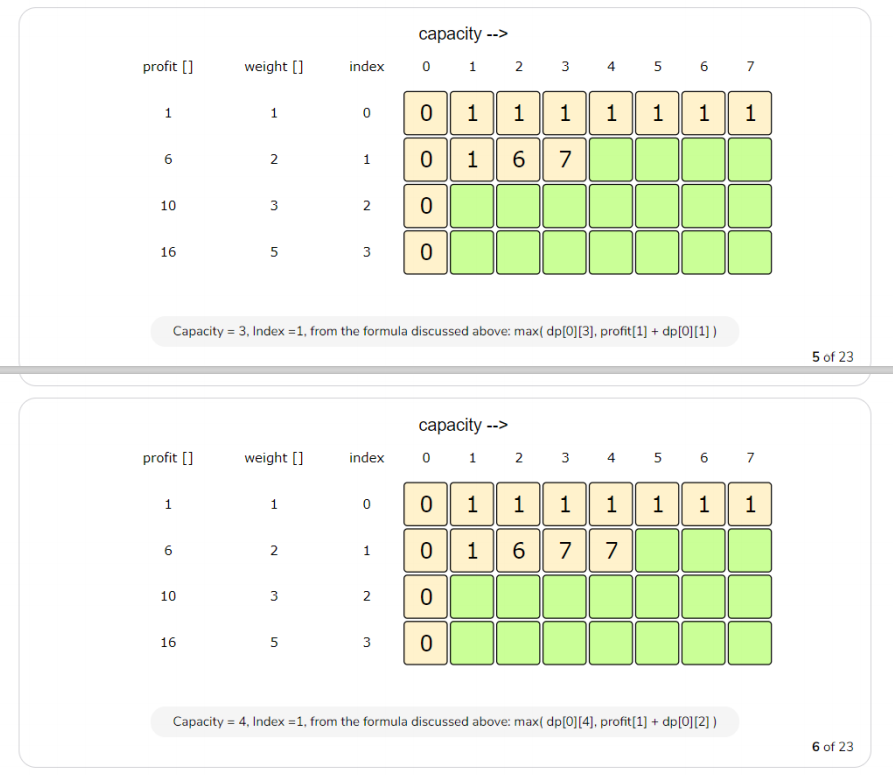 capacity -->
profit [] weight [] index 0 1 2 3 4 5 6 7
1 1 0 0 1 1 1 1 1 1 1
6 2 1 0 1 6 7
10 3 2 0
16 5 3 0
Capacity = 3, Index =1, from the formula discussed above: max( dp[0][3], profit[1] + dp[0][1] )
5 of 23
capacity -->
profit [] weight [] index 0 1 2 3 4 5 6 7
1 1 0 0 1 1 1 1 1 1 1
6 2 1 0 1 6 7 7
10 3 2 0
16 5 3 0
Capacity = 4, Index =1, from the formula discussed above: max( dp[0][4], profit[1] + dp[0][2] )
6 of 23